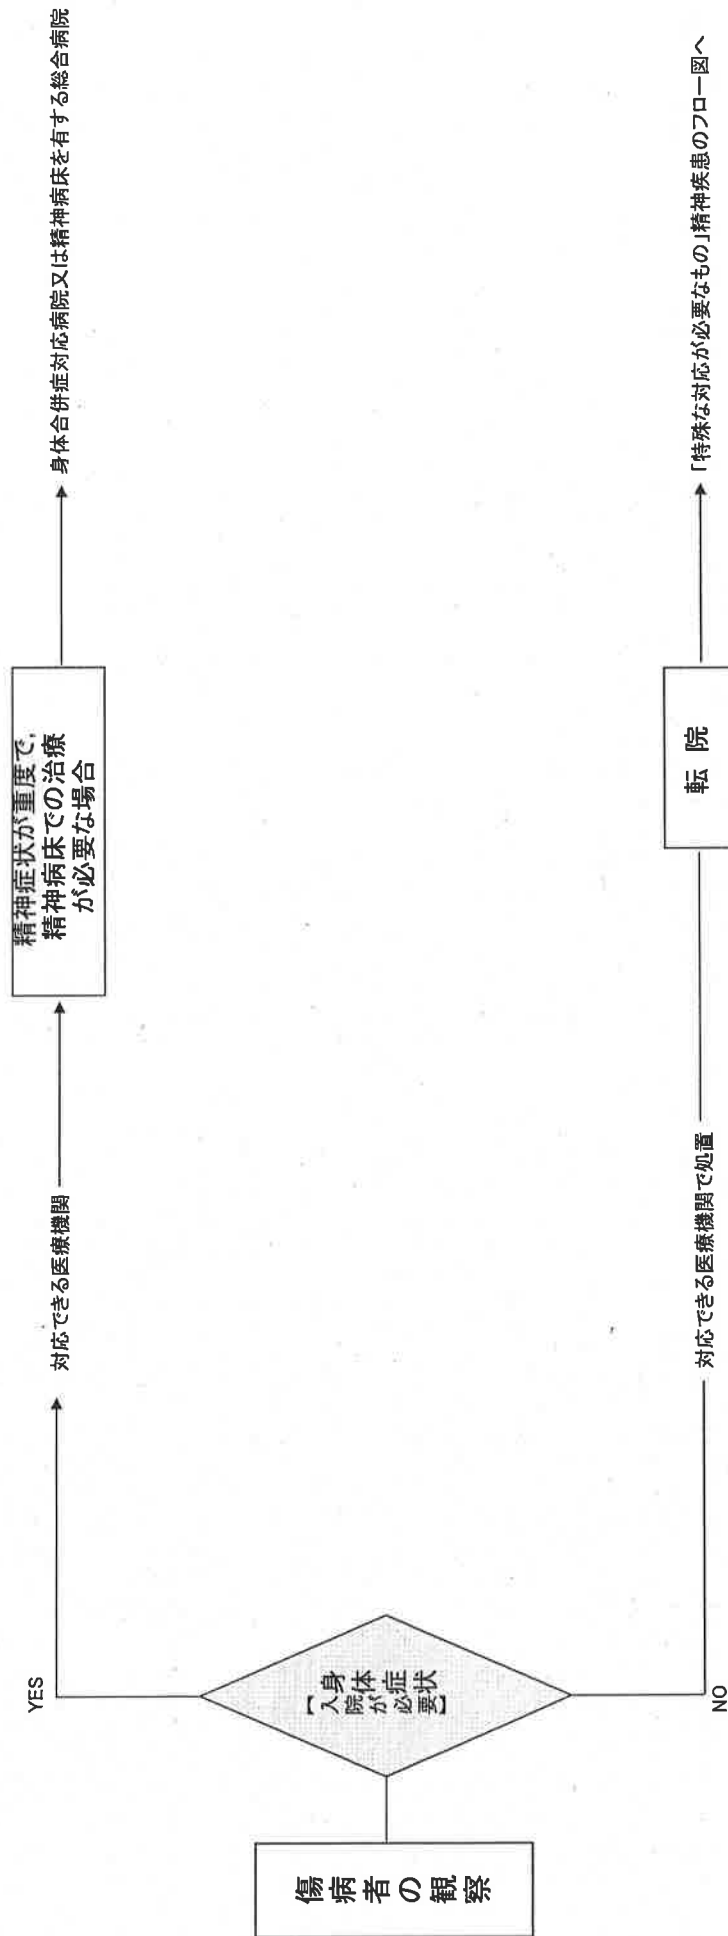 傷病者の観察
身体症状
【入院が必要】
YES
対応できる医療機関
精神症状が重度で,
精神病床での治療
が必要な場合
身体合併症対応病院又は精神病床を有する総合病院
NO
対応できる医療機関で処置
転院
「特殊な対応が必要なもの」精神疾患のフロー図へ